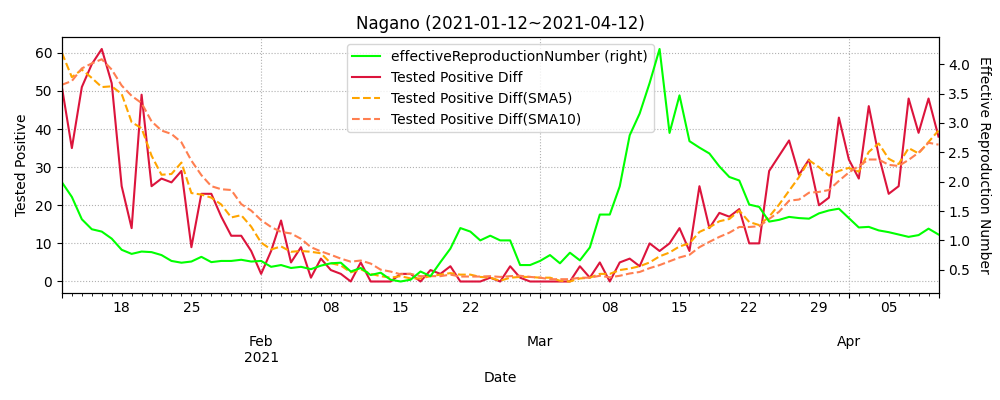 Nagano (2021-01-12~2021-04-12)
effectiveReproductionNumber (right)
Tested Positive Diff
Tested Positive Diff(SMA5)
Tested Positive Diff(SMA10)
Tested Positive
60
50
40
30
20
10
0
4.0
3.5
3.0
2.5
2.0
1.5
1.0
0.5
Effective Reproduction Number
18 25 08 15 22 08 15 22 29 05
Feb Mar Apr
2021
Date